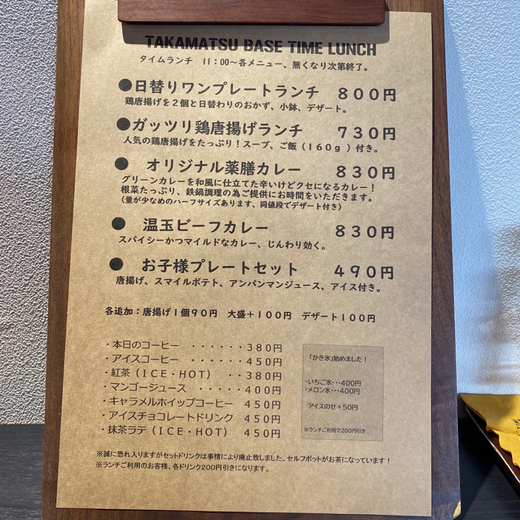 TAKAMATSU BASE TIME LUNCH
タイムランチ 11:00～各メニュー、無くなり次第終了。
●日替りワンプレートランチ 800円
鶏唐揚げを2個と日替わりのおかず、小鉢、デザート。
●ガッツリ鶏唐揚げランチ 730円
人気の鶏唐揚げをたっぷり!スープ、ご飯(160g)付き。
● オリジナル薬膳カレー 830円
グリーンカレーを和風に仕立てた辛いけどクセになるカレー!
根菜たっぷり、鉄鍋調理の為ご提供にお時間をいただきます。
(量が少なめのハーフサイズあります、同値段でデザート付き)
● 温玉ビーフカレー 830円
スパイシーかつマイルドなカレー、じんわり効く。
● お子様プレートセット 490円
唐揚げ、スマイルポテト、アンパンマンジュース、アイス付き。
各追加:唐揚げ1個90円 大盛+100円 デザート100円
・本日のコーヒー ・・・・・・380円
・アイスコーヒー ・・・・・・450円
・紅茶(ICE・HOT) ・・・380円
・マンゴージュース ・・・・・400円
・キャラメルホイップコーヒー 450円
・アイスチョコレートドリンク 450円
・抹茶ラテ(ICE・HOT) 450円
「かき氷」始めました!
・いちご氷・・・400円
・メロン氷・・・400円
アイスのせ+50円
※ランチご利用で200円引き
※誠に恐れ入りますがセットドリンクは事情により廃止致しました、セルフポットがお茶になっています!
※ランチご利用のお客様、各ドリンク200円引きになります。